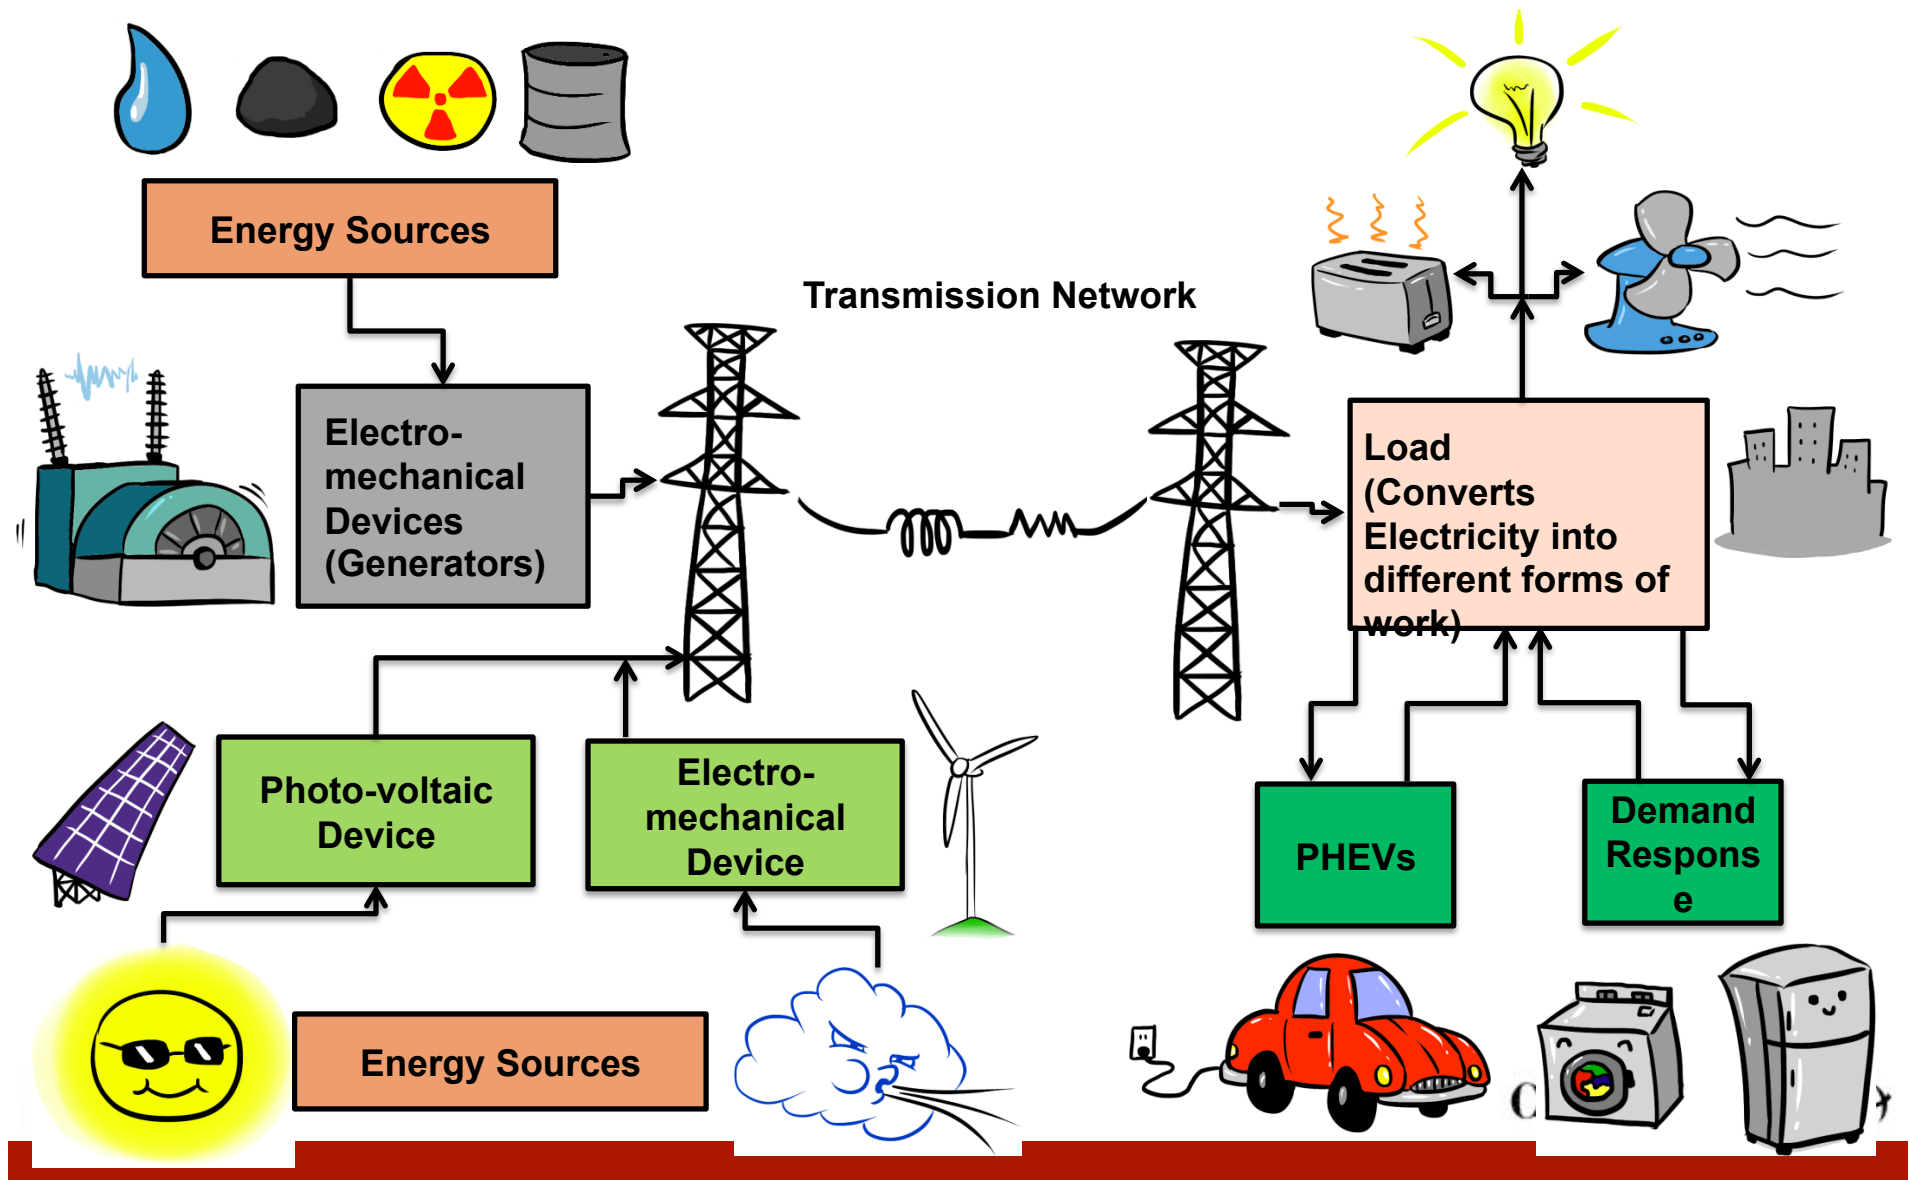 Energy Sources
Transmission Network
Electro-
mechanical
Devices
(Generators)
Load
(Converts
Electricity into
different forms of
work)
Photo-voltaic
Device
Electro-
mechanical
Device
PHEVs
Demand
Respons
e
Energy Sources